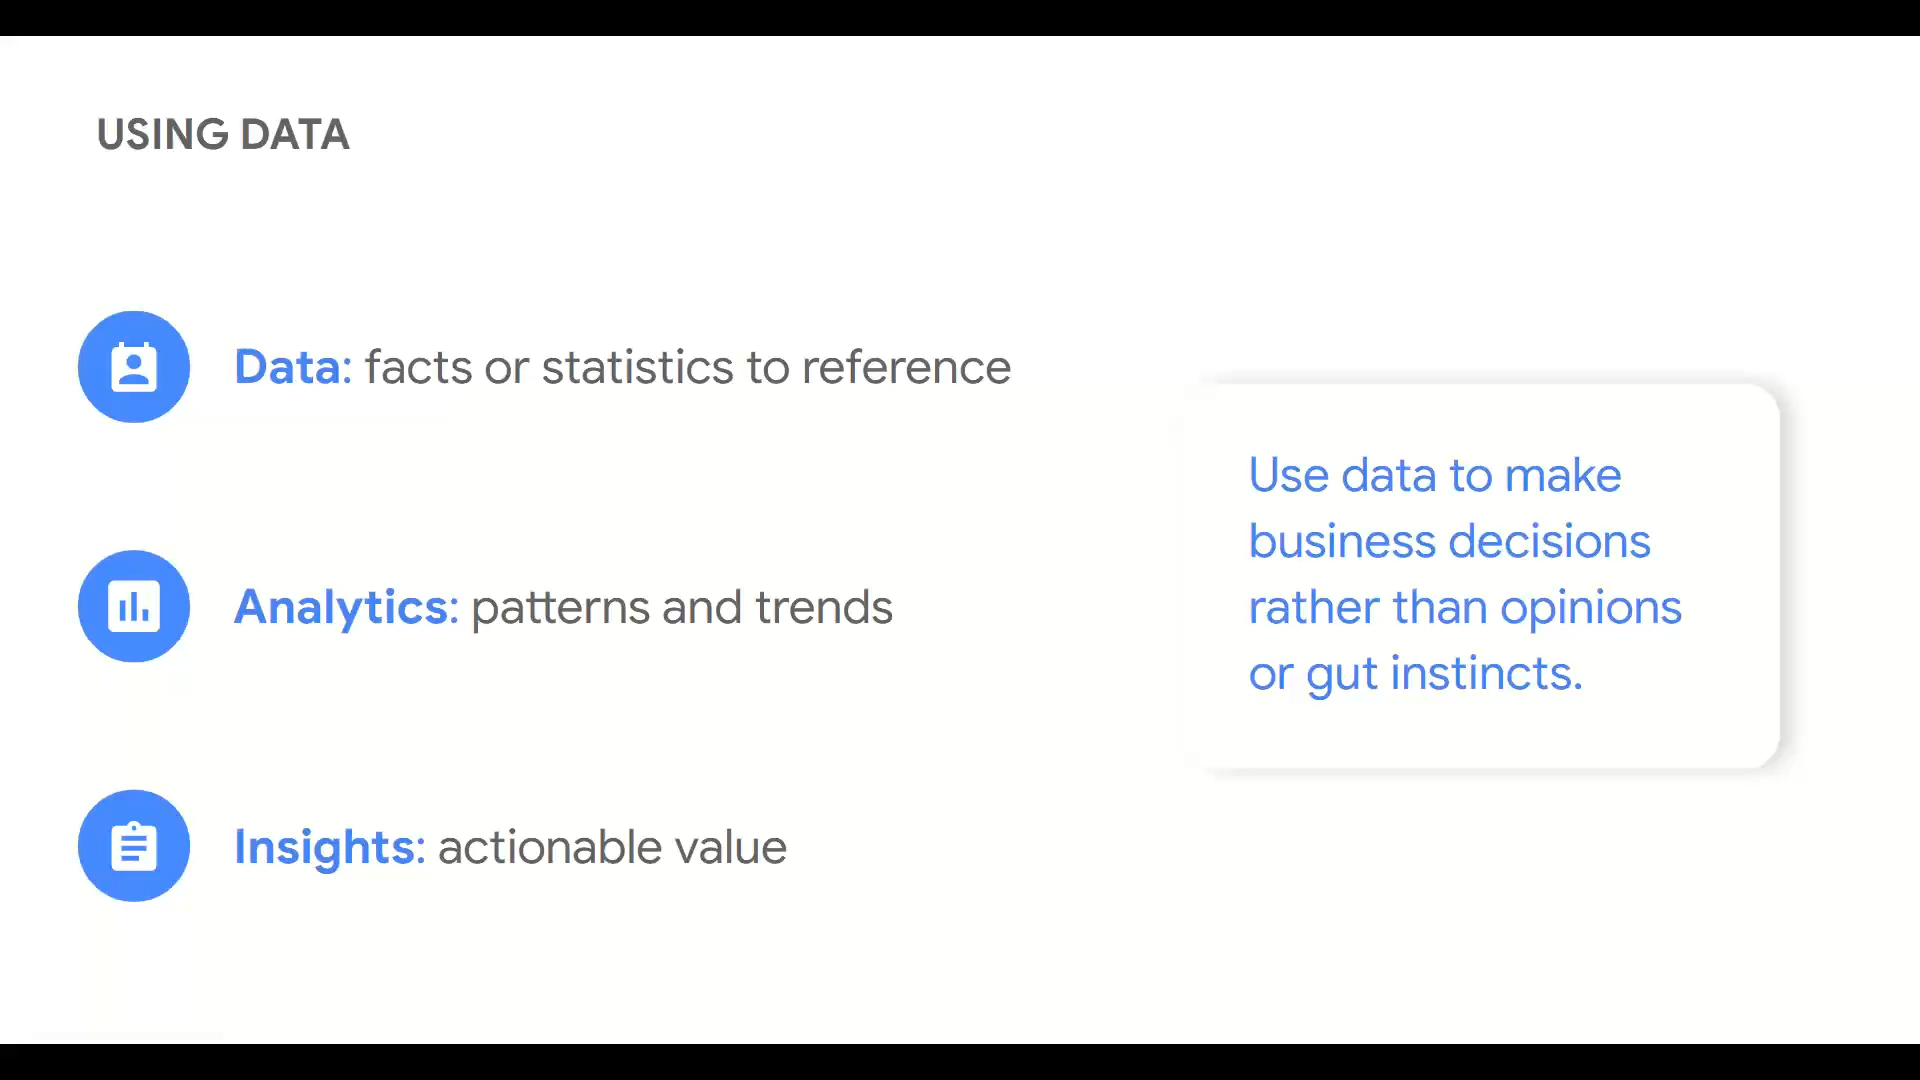 USING DATA
Data: facts or statistics to reference
Analytics: patterns and trends
Insights: actionable value
Use data to make
business decisions
rather than opinions
or gut instincts.